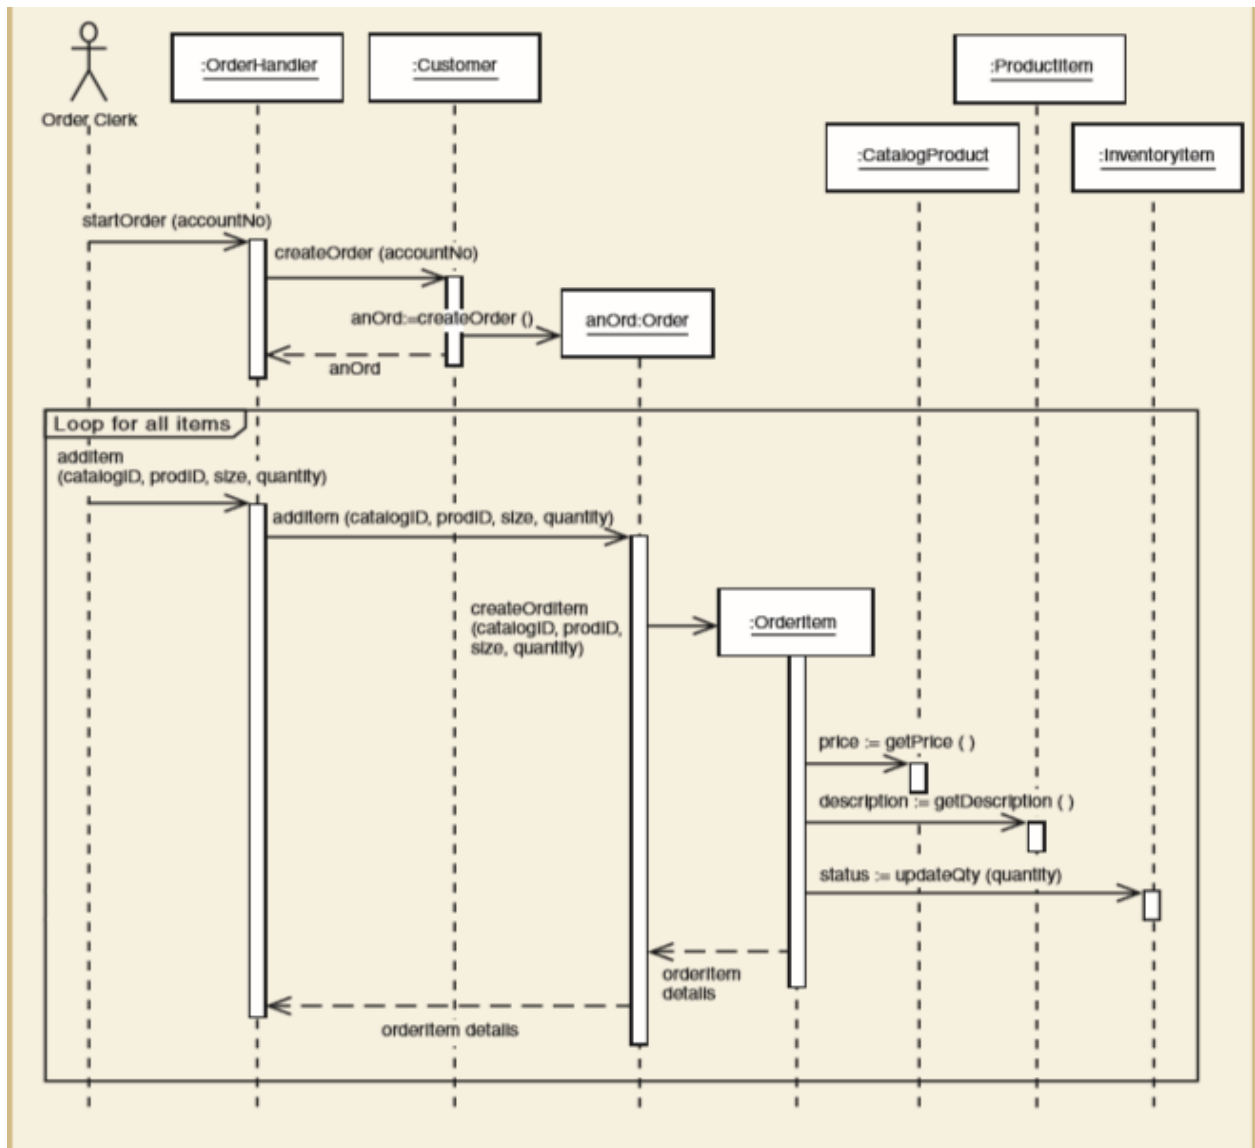 :OrderHandler
:Customer
:ProductItem
Order Clerk
:CatalogProduct
:InventoryItem
startOrder (accountNo)
createOrder (accountNo)
anOrd:=createOrder ()
anOrd:Order
anOrd
Loop for all items
addItem
(catalogID, prodID, size, quantity)
addItem (catalogID, prodID, size, quantity)
createOrdItem
(catalogID, prodID,
size, quantity)
:OrderItem
price := getPrice ( )
description := getDescription ( )
status := updateQty (quantity)
orderItem
details
orderItem details